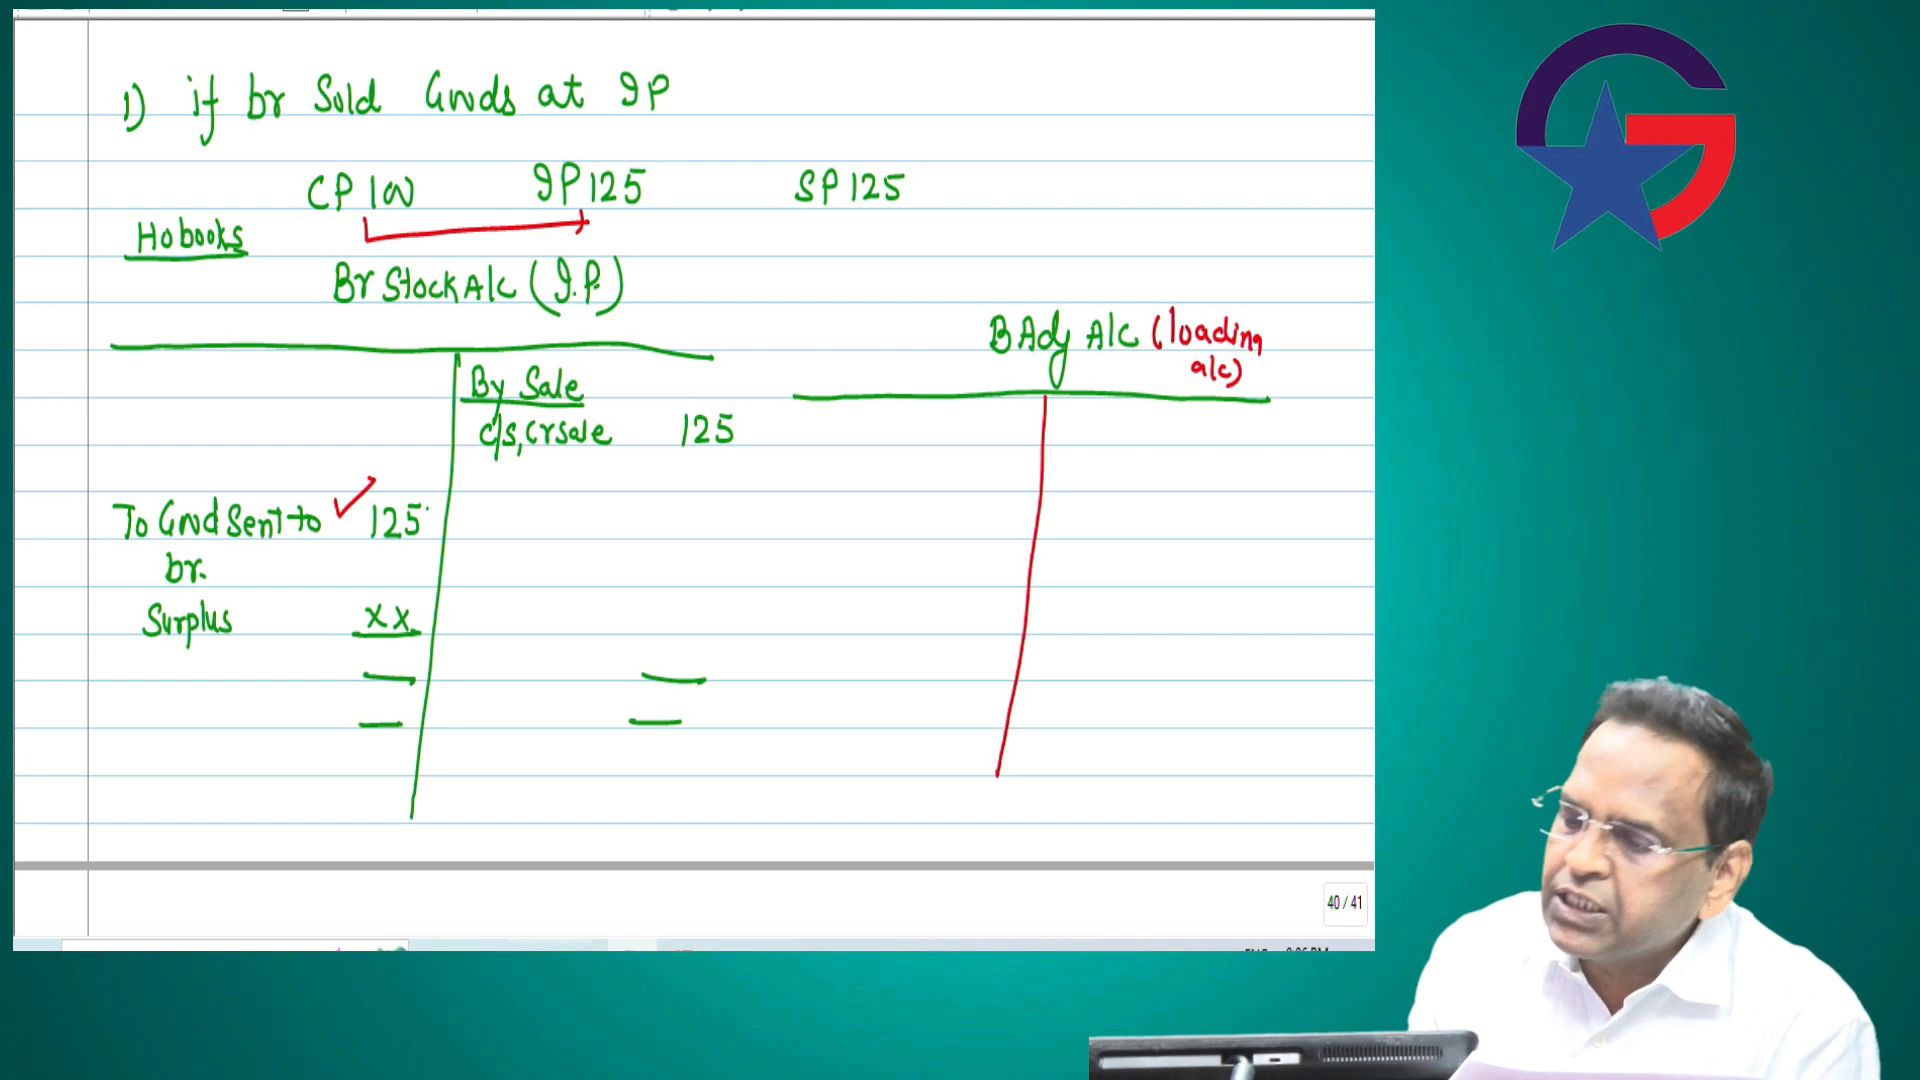 1) if br Sold Goods at IP
CP 100 IP 125 SP 125
Ho books
Br Stock A/c (I.P.)
B Adj A/c (loading
a/c)
By Sale
c/s, cr sale 125
To Good Sent to 125
br.
Surplus x x
40 / 41